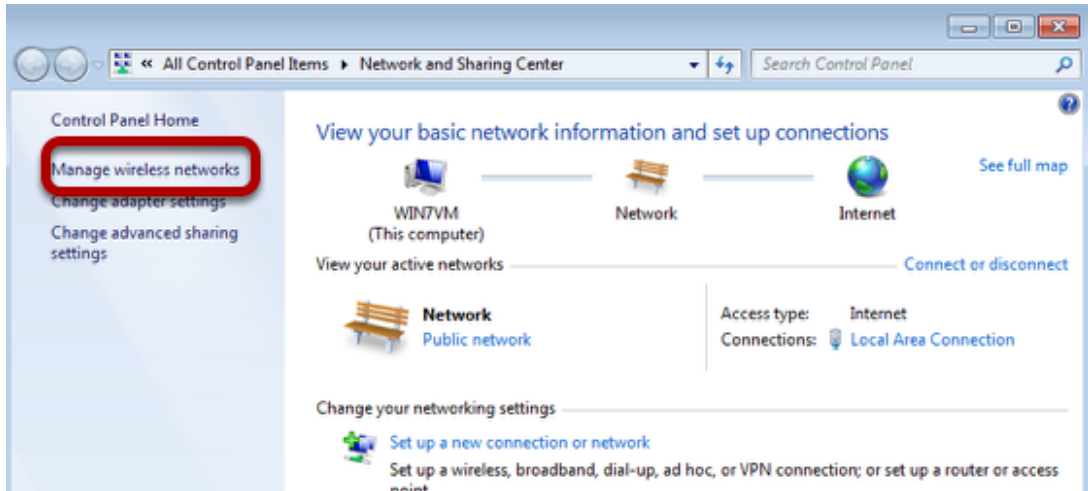 « All Control Panel Items ▸ Network and Sharing Center
Search Control Panel
Control Panel Home
Manage wireless networks
Change adapter settings
Change advanced sharing
settings
View your basic network information and set up connections
See full map
WIN7VM
(This computer)
Network
Internet
View your active networks
Connect or disconnect
Network
Public network
Access type: Internet
Connections: Local Area Connection
Change your networking settings
Set up a new connection or network
Set up a wireless, broadband, dial-up, ad hoc, or VPN connection; or set up a router or access
point.